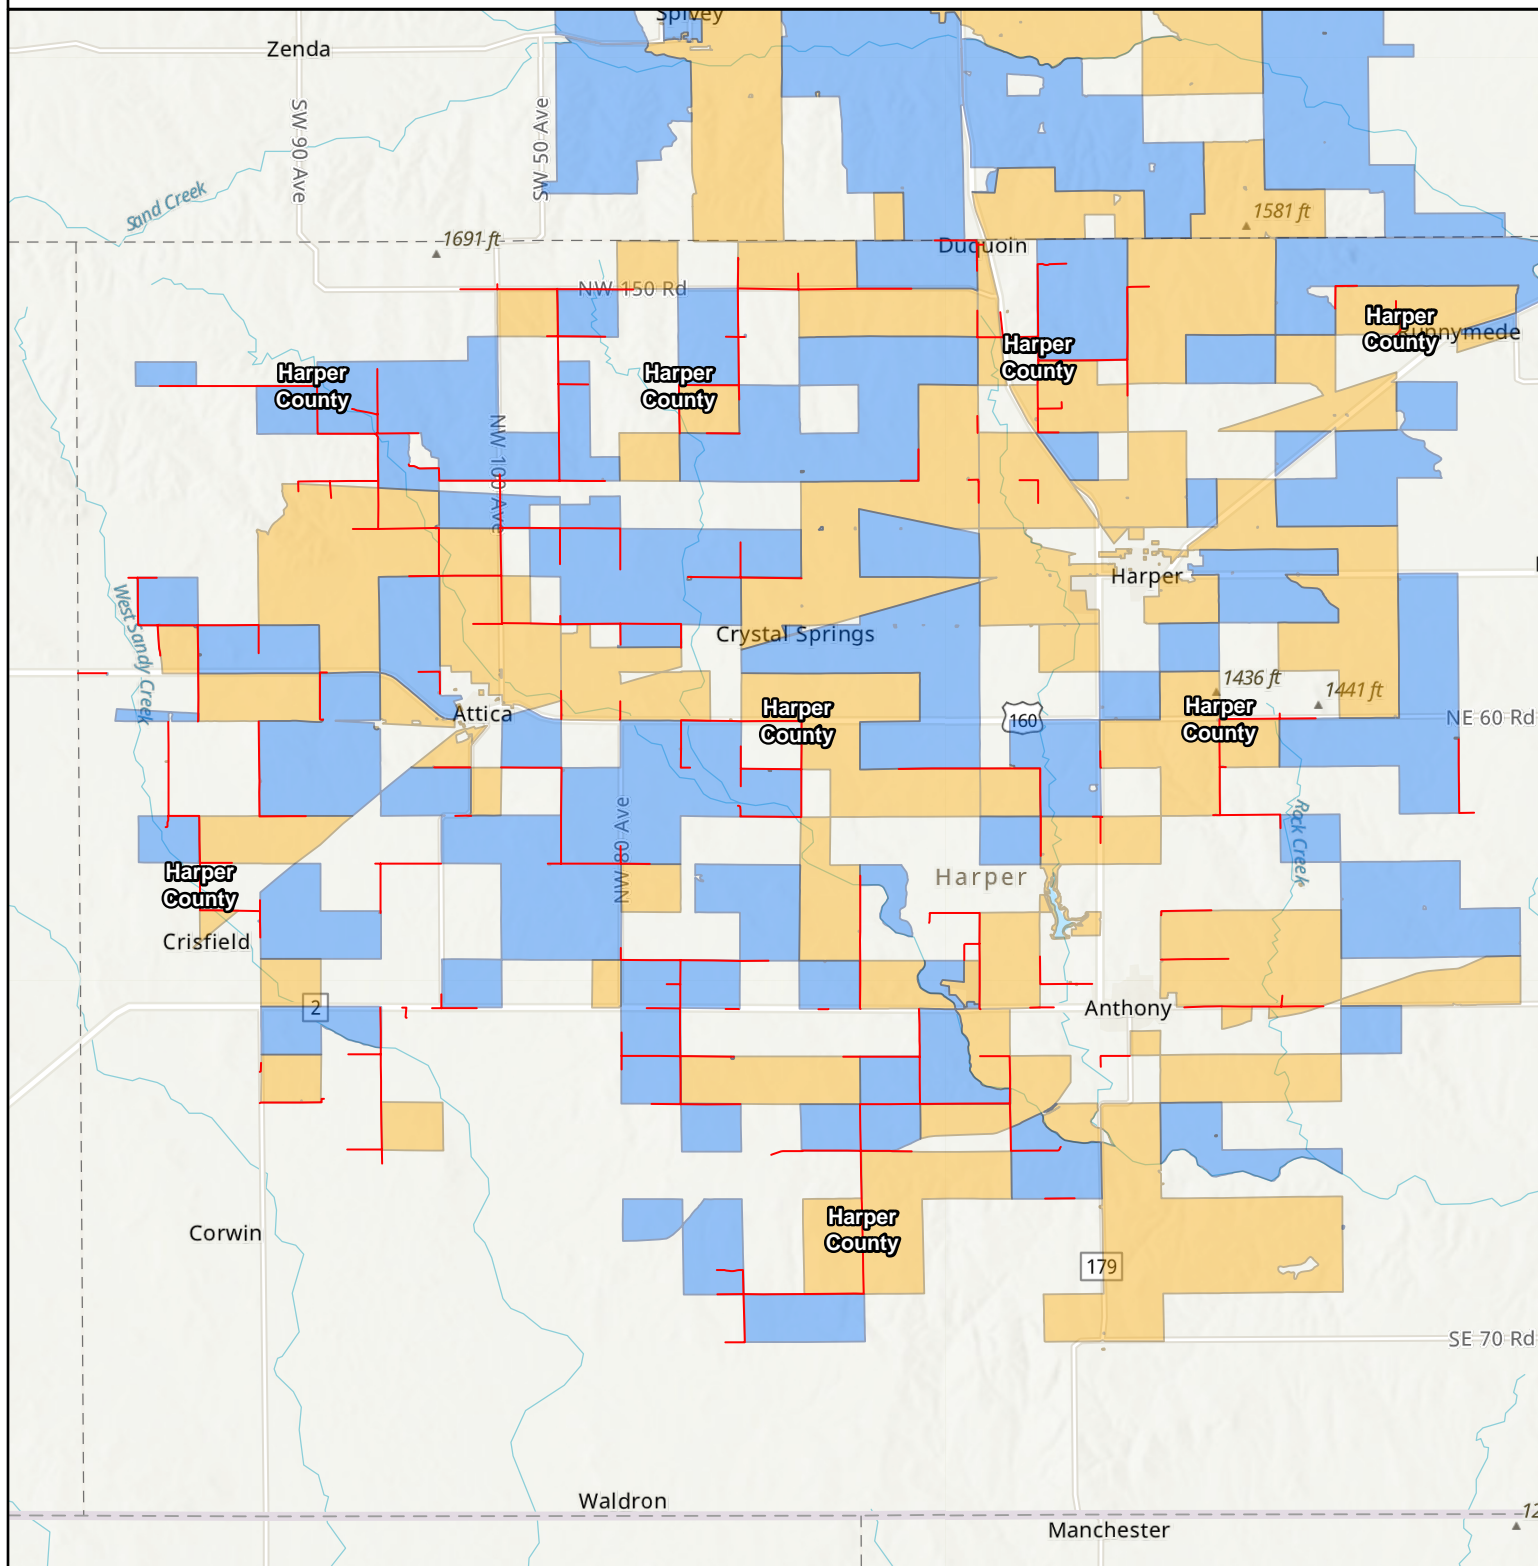 Spivey
Zenda
SW 90 Ave
SW 50 Ave
Sand Creek
1581 ft
1691 ft
Duquoin
NW 150 Rd
Harper
County
Runnymede
Harper
County
Harper
County
Harper
County
NW 100 Ave
Harper
West Sandy Creek
Crystal Springs
1436 ft
1441 ft
Attica
Harper
County
160
Harper
County
NE 60 Rd
NW 80 Ave
Rock Creek
Harper
County
Harper
Crisfield
2
Anthony
Harper
County
Corwin
179
SE 70 Rd
Waldron
Manchester